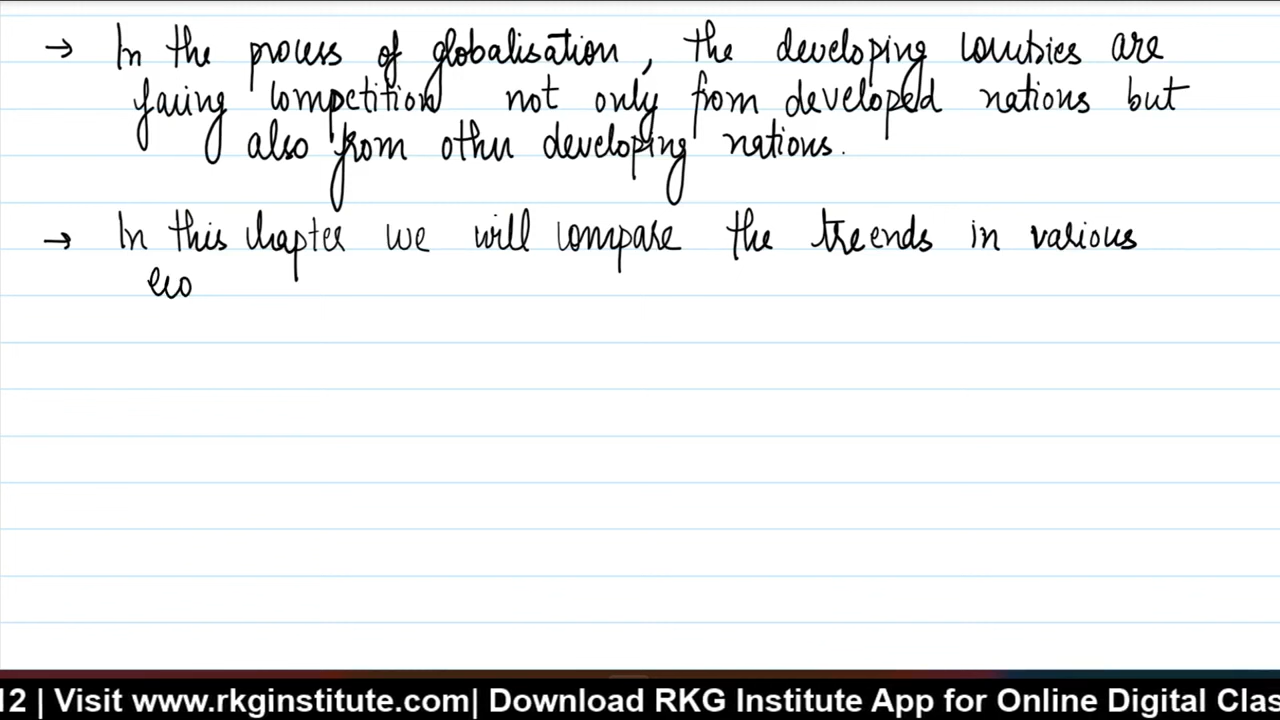 → In the process of globalisation, the developing countries are
facing competition not only from developed nations but
also from other developing nations.
→ In this chapter we will compare the treends in various
eco
12 | Visit www.rkginstitute.com| Download RKG Institute App for Online Digital Clas